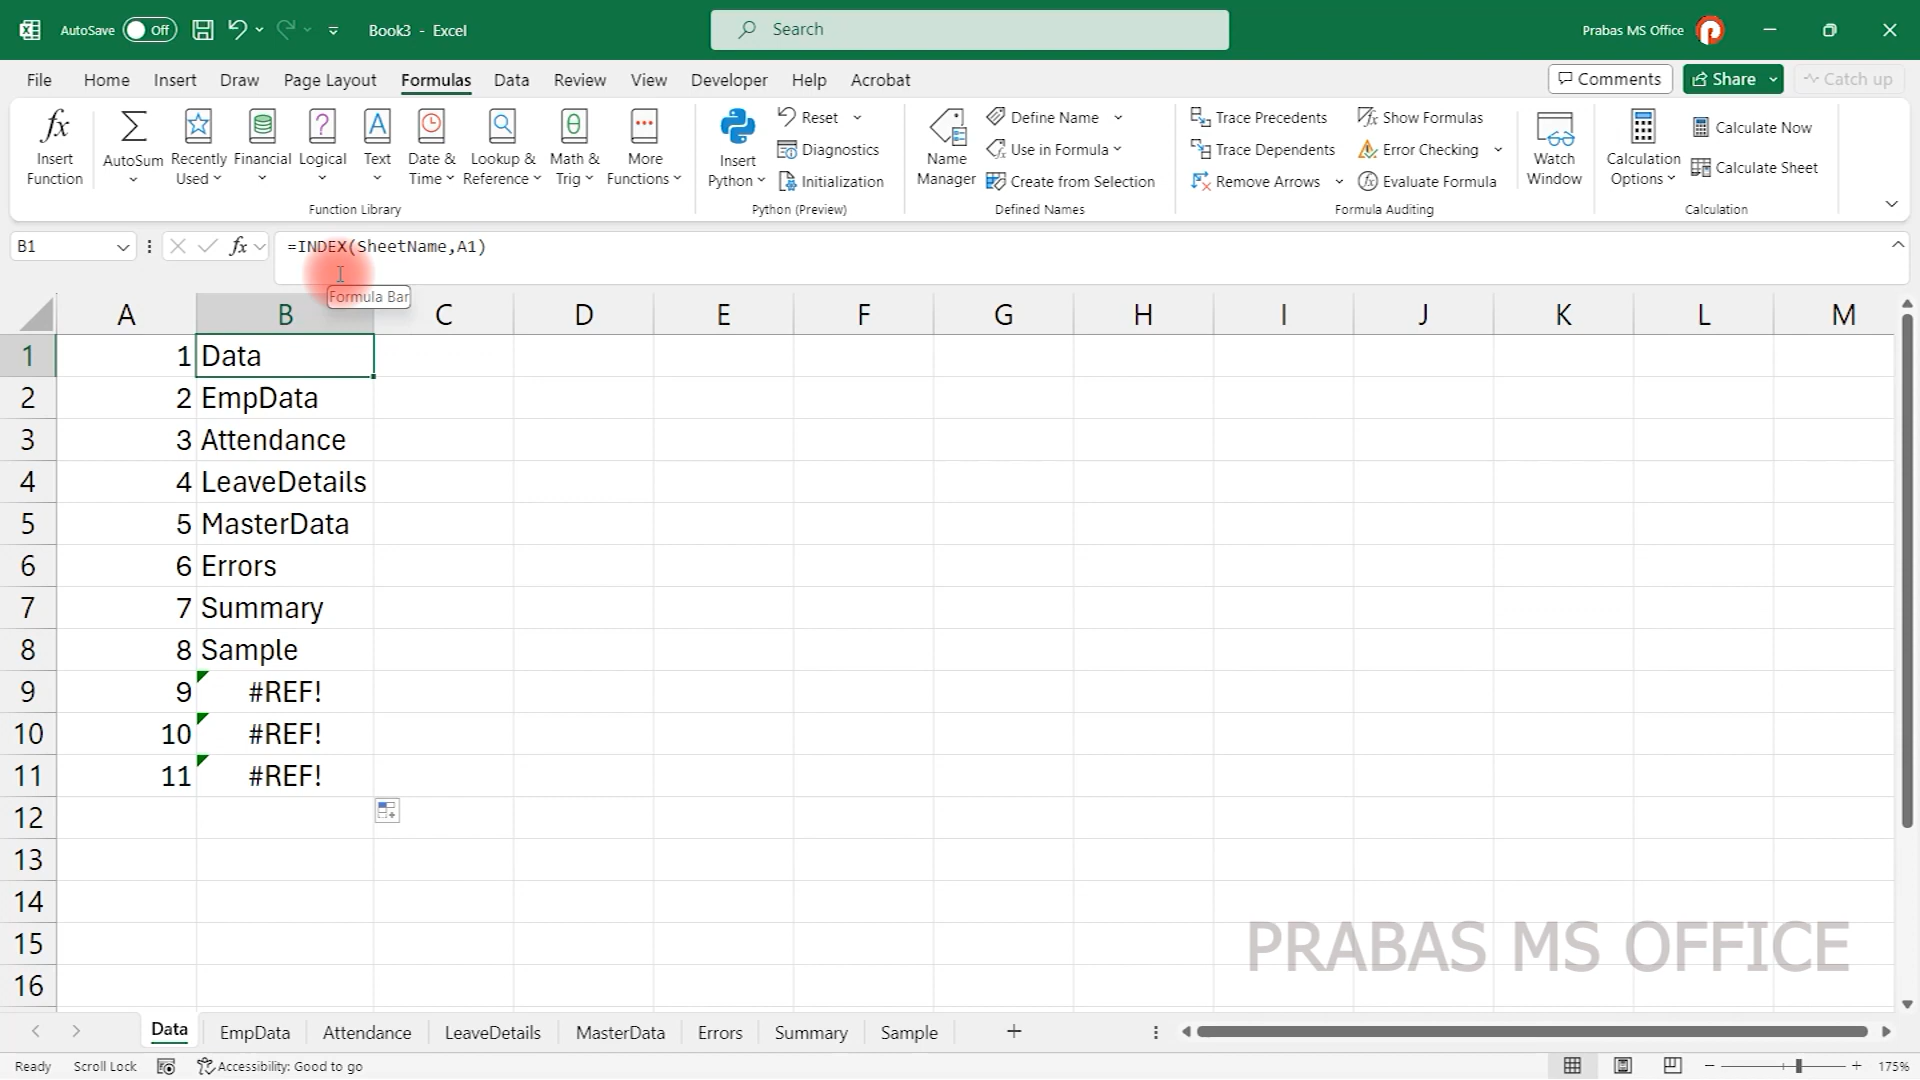 AutoSave Off Book3 - Excel Search Prabas MS Office
File Home Insert Draw Page Layout Formulas Data Review View Developer Help Acrobat Comments Share Catch up
Insert Function
AutoSum
Recently Used
Financial
Logical
Text
Date & Time
Lookup & Reference
Math & Trig
More Functions
Function Library
Insert Python
Reset
Diagnostics
Initialization
Python (Preview)
Name Manager
Define Name
Use in Formula
Create from Selection
Defined Names
Trace Precedents
Trace Dependents
Remove Arrows
Show Formulas
Error Checking
Evaluate Formula
Formula Auditing
Watch Window
Calculation Options
Calculate Now
Calculate Sheet
Calculation
B1 fx =INDEX(SheetName,A1)
Formula Bar
A B C D E F G H I J K L M
1 1 Data
2 2 EmpData
3 3 Attendance
4 4 LeaveDetails
5 5 MasterData
6 6 Errors
7 7 Summary
8 8 Sample
9 9 #REF!
10 10 #REF!
11 11 #REF!
12
13
14
15
16
PRABAS MS OFFICE
Data EmpData Attendance LeaveDetails MasterData Errors Summary Sample
Ready Scroll Lock Accessibility: Good to go 175%